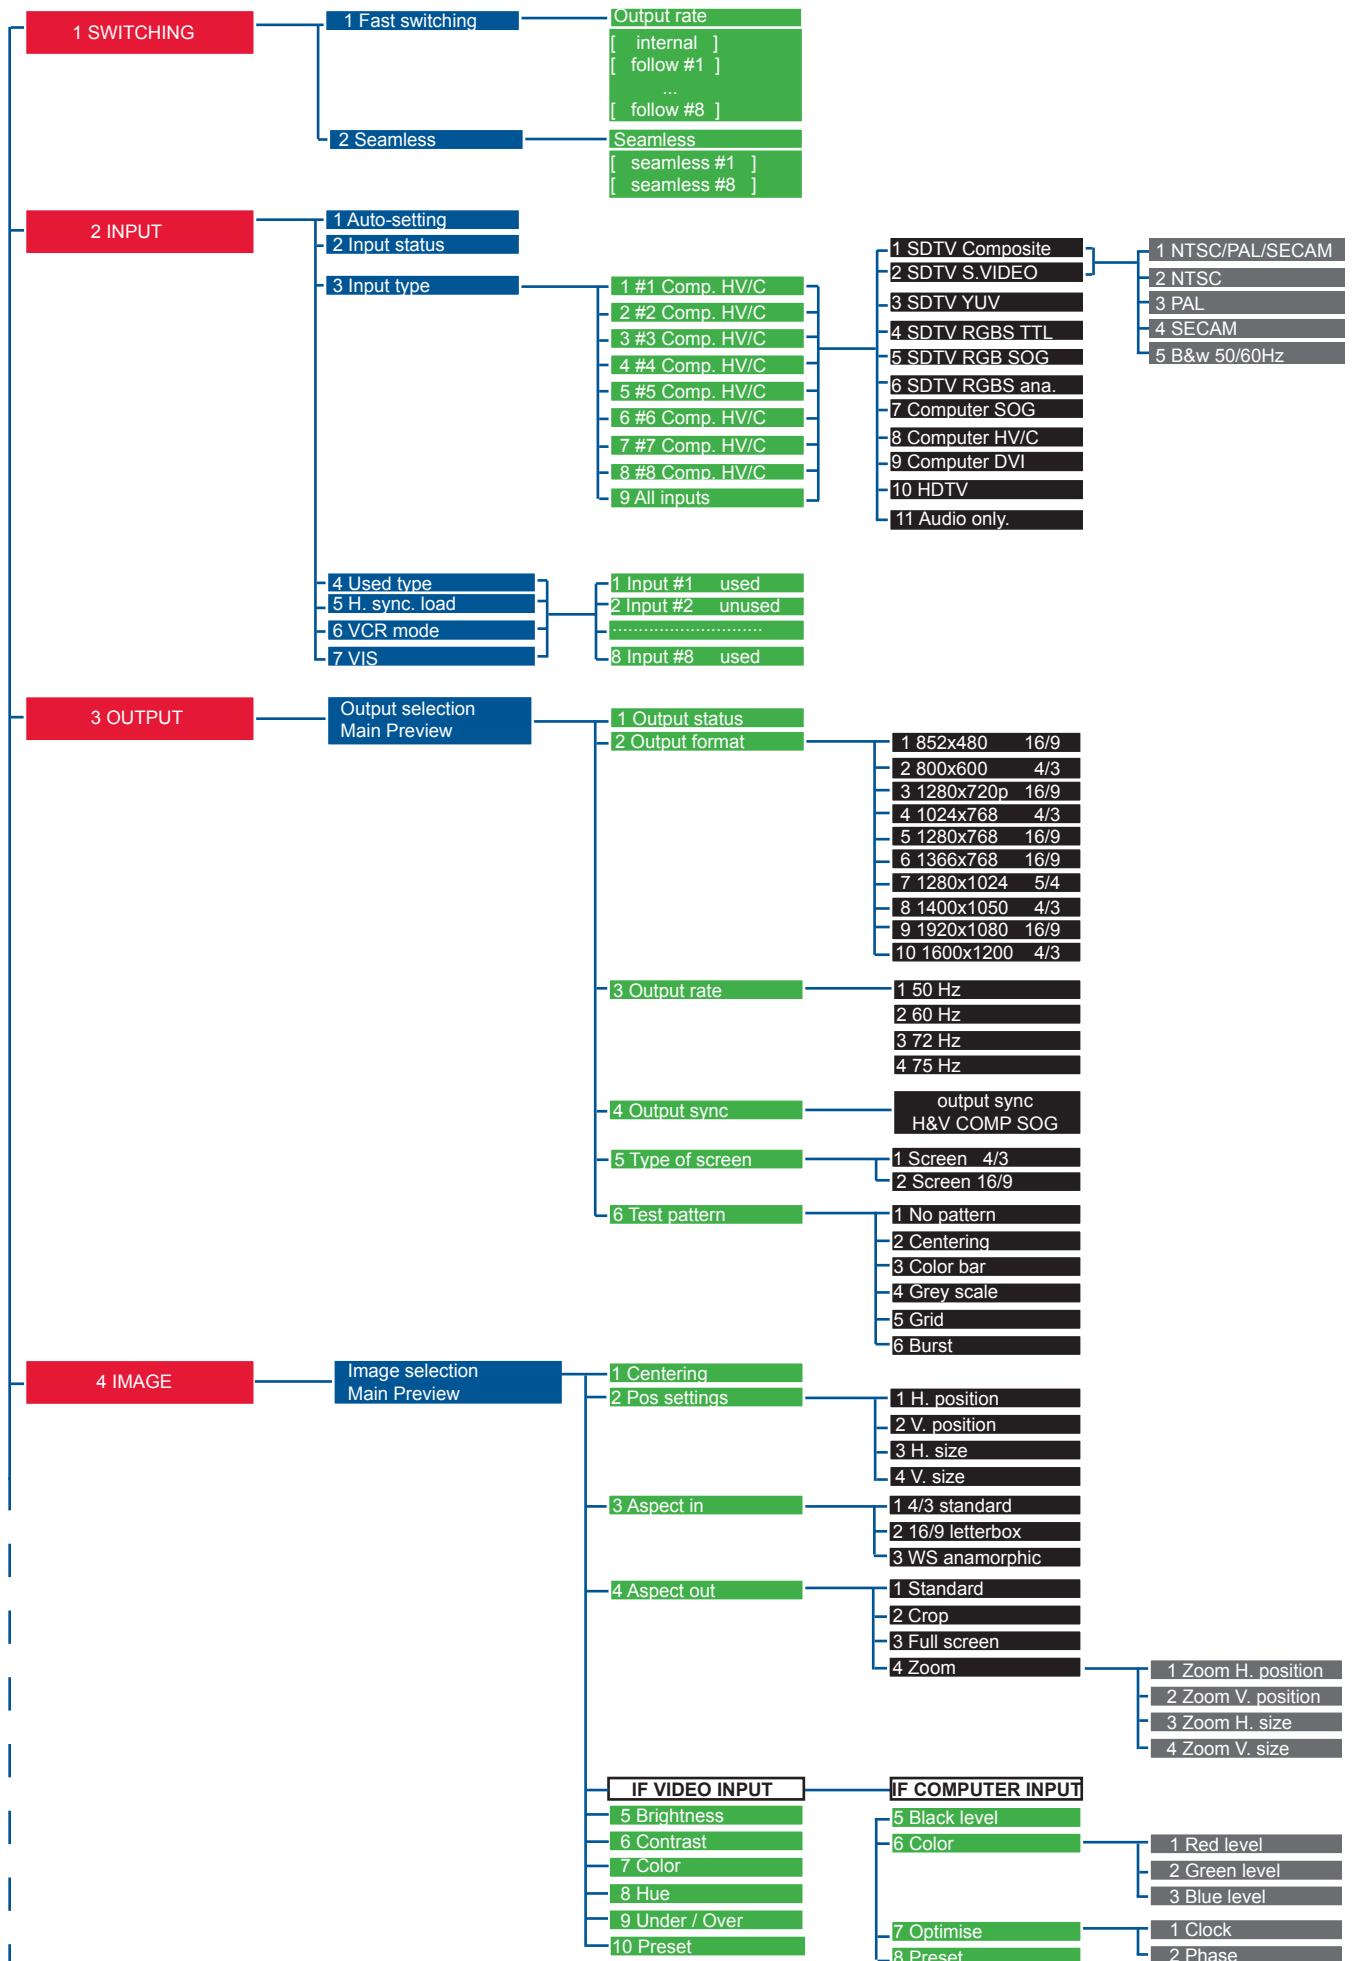 1 SWITCHING
1 Fast switching
Output rate
[ internal ]
[ follow #1 ]
...
[ follow #8 ]
2 Seamless
Seamless
[ seamless #1 ]
[ seamless #8 ]
2 INPUT
1 Auto-setting
2 Input status
3 Input type
1 #1 Comp. HV/C
2 #2 Comp. HV/C
3 #3 Comp. HV/C
4 #4 Comp. HV/C
5 #5 Comp. HV/C
6 #6 Comp. HV/C
7 #7 Comp. HV/C
8 #8 Comp. HV/C
9 All inputs
1 SDTV Composite
2 SDTV S.VIDEO
3 SDTV YUV
4 SDTV RGBS TTL
5 SDTV RGB SOG
6 SDTV RGBS ana.
7 Computer SOG
8 Computer HV/C
9 Computer DVI
10 HDTV
11 Audio only.
1 NTSC/PAL/SECAM
2 NTSC
3 PAL
4 SECAM
5 B&w 50/60Hz
4 Used type
5 H. sync. load
6 VCR mode
7 VIS
1 Input #1 used
2 Input #2 unused
.............................
8 Input #8 used
3 OUTPUT
Output selection
Main Preview
1 Output status
2 Output format
1 852x480 16/9
2 800x600 4/3
3 1280x720p 16/9
4 1024x768 4/3
5 1280x768 16/9
6 1366x768 16/9
7 1280x1024 5/4
8 1400x1050 4/3
9 1920x1080 16/9
10 1600x1200 4/3
3 Output rate
1 50 Hz
2 60 Hz
3 72 Hz
4 75 Hz
4 Output sync
output sync
H&V COMP SOG
5 Type of screen
1 Screen 4/3
2 Screen 16/9
6 Test pattern
1 No pattern
2 Centering
3 Color bar
4 Grey scale
5 Grid
6 Burst
4 IMAGE
Image selection
Main Preview
1 Centering
2 Pos settings
1 H. position
2 V. position
3 H. size
4 V. size
3 Aspect in
1 4/3 standard
2 16/9 letterbox
3 WS anamorphic
4 Aspect out
1 Standard
2 Crop
3 Full screen
4 Zoom
1 Zoom H. position
2 Zoom V. position
3 Zoom H. size
4 Zoom V. size
IF VIDEO INPUT
5 Brightness
6 Contrast
7 Color
8 Hue
9 Under / Over
10 Preset
IF COMPUTER INPUT
5 Black level
6 Color
1 Red level
2 Green level
3 Blue level
7 Optimise
1 Clock
2 Phase
8 Preset